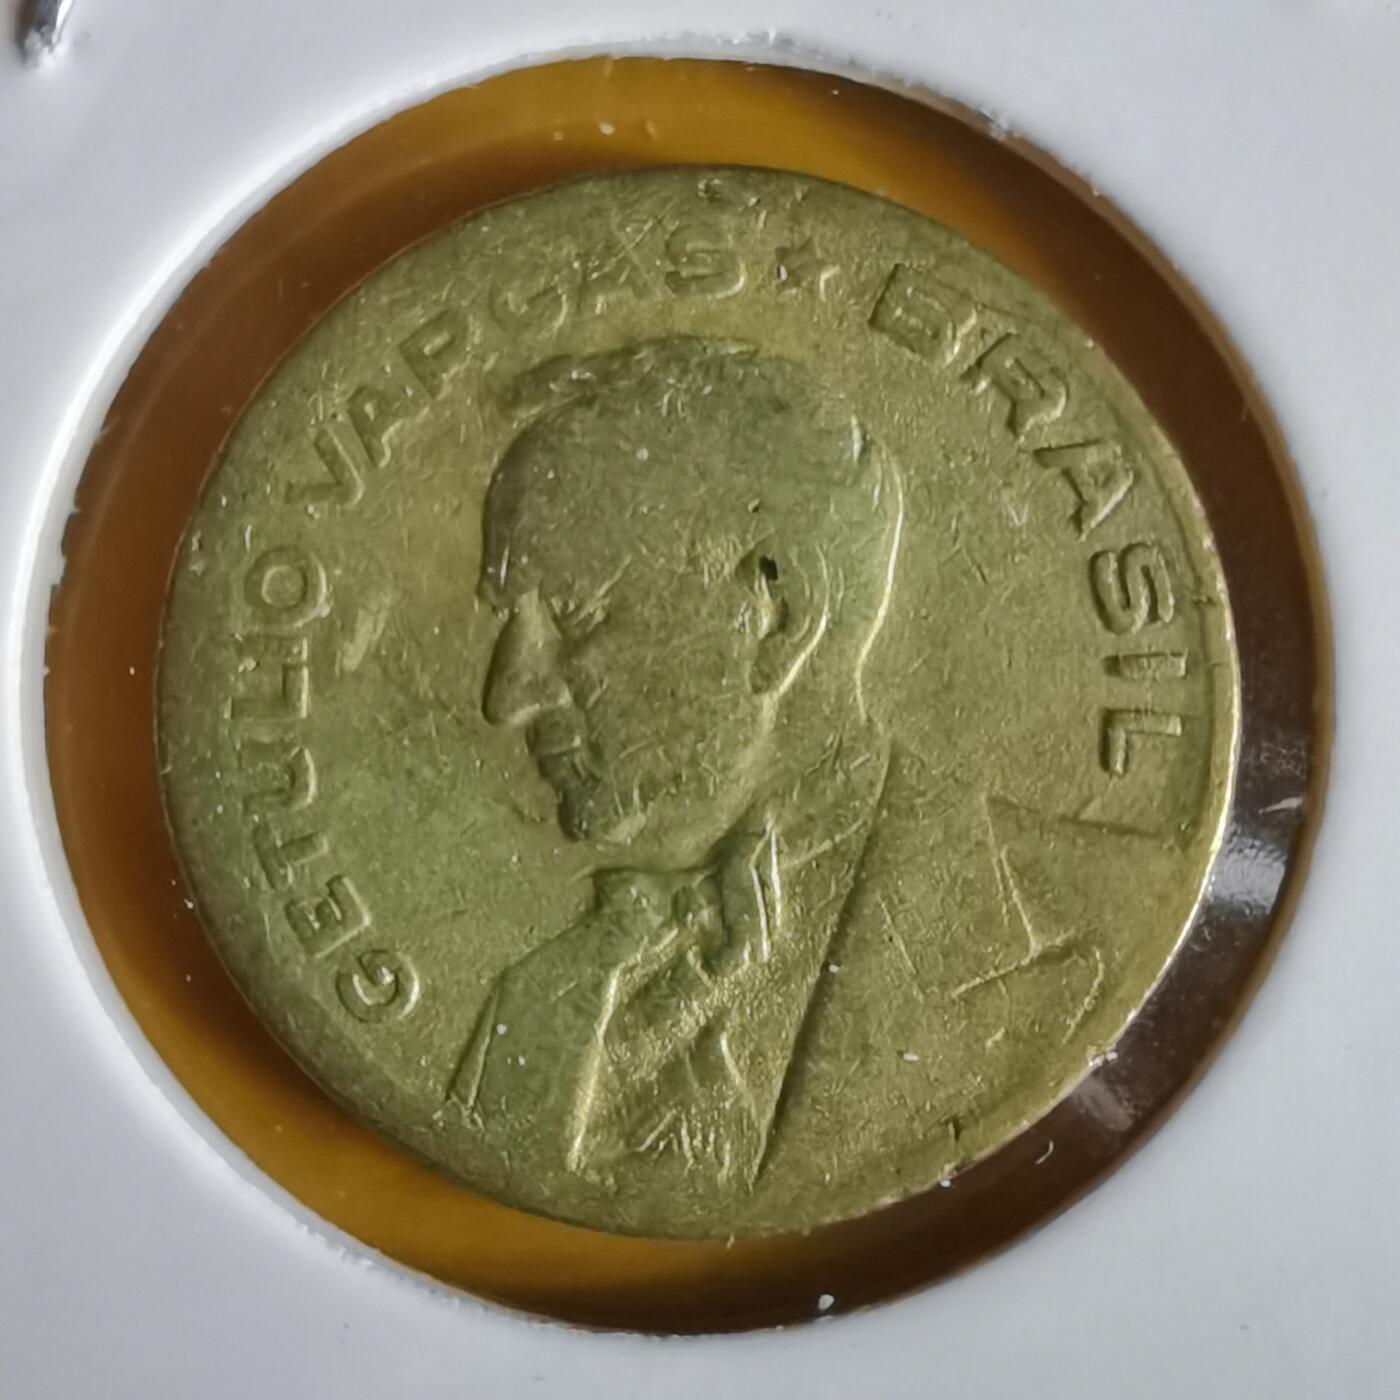 GETULIO VARGAS ★ BRASIL